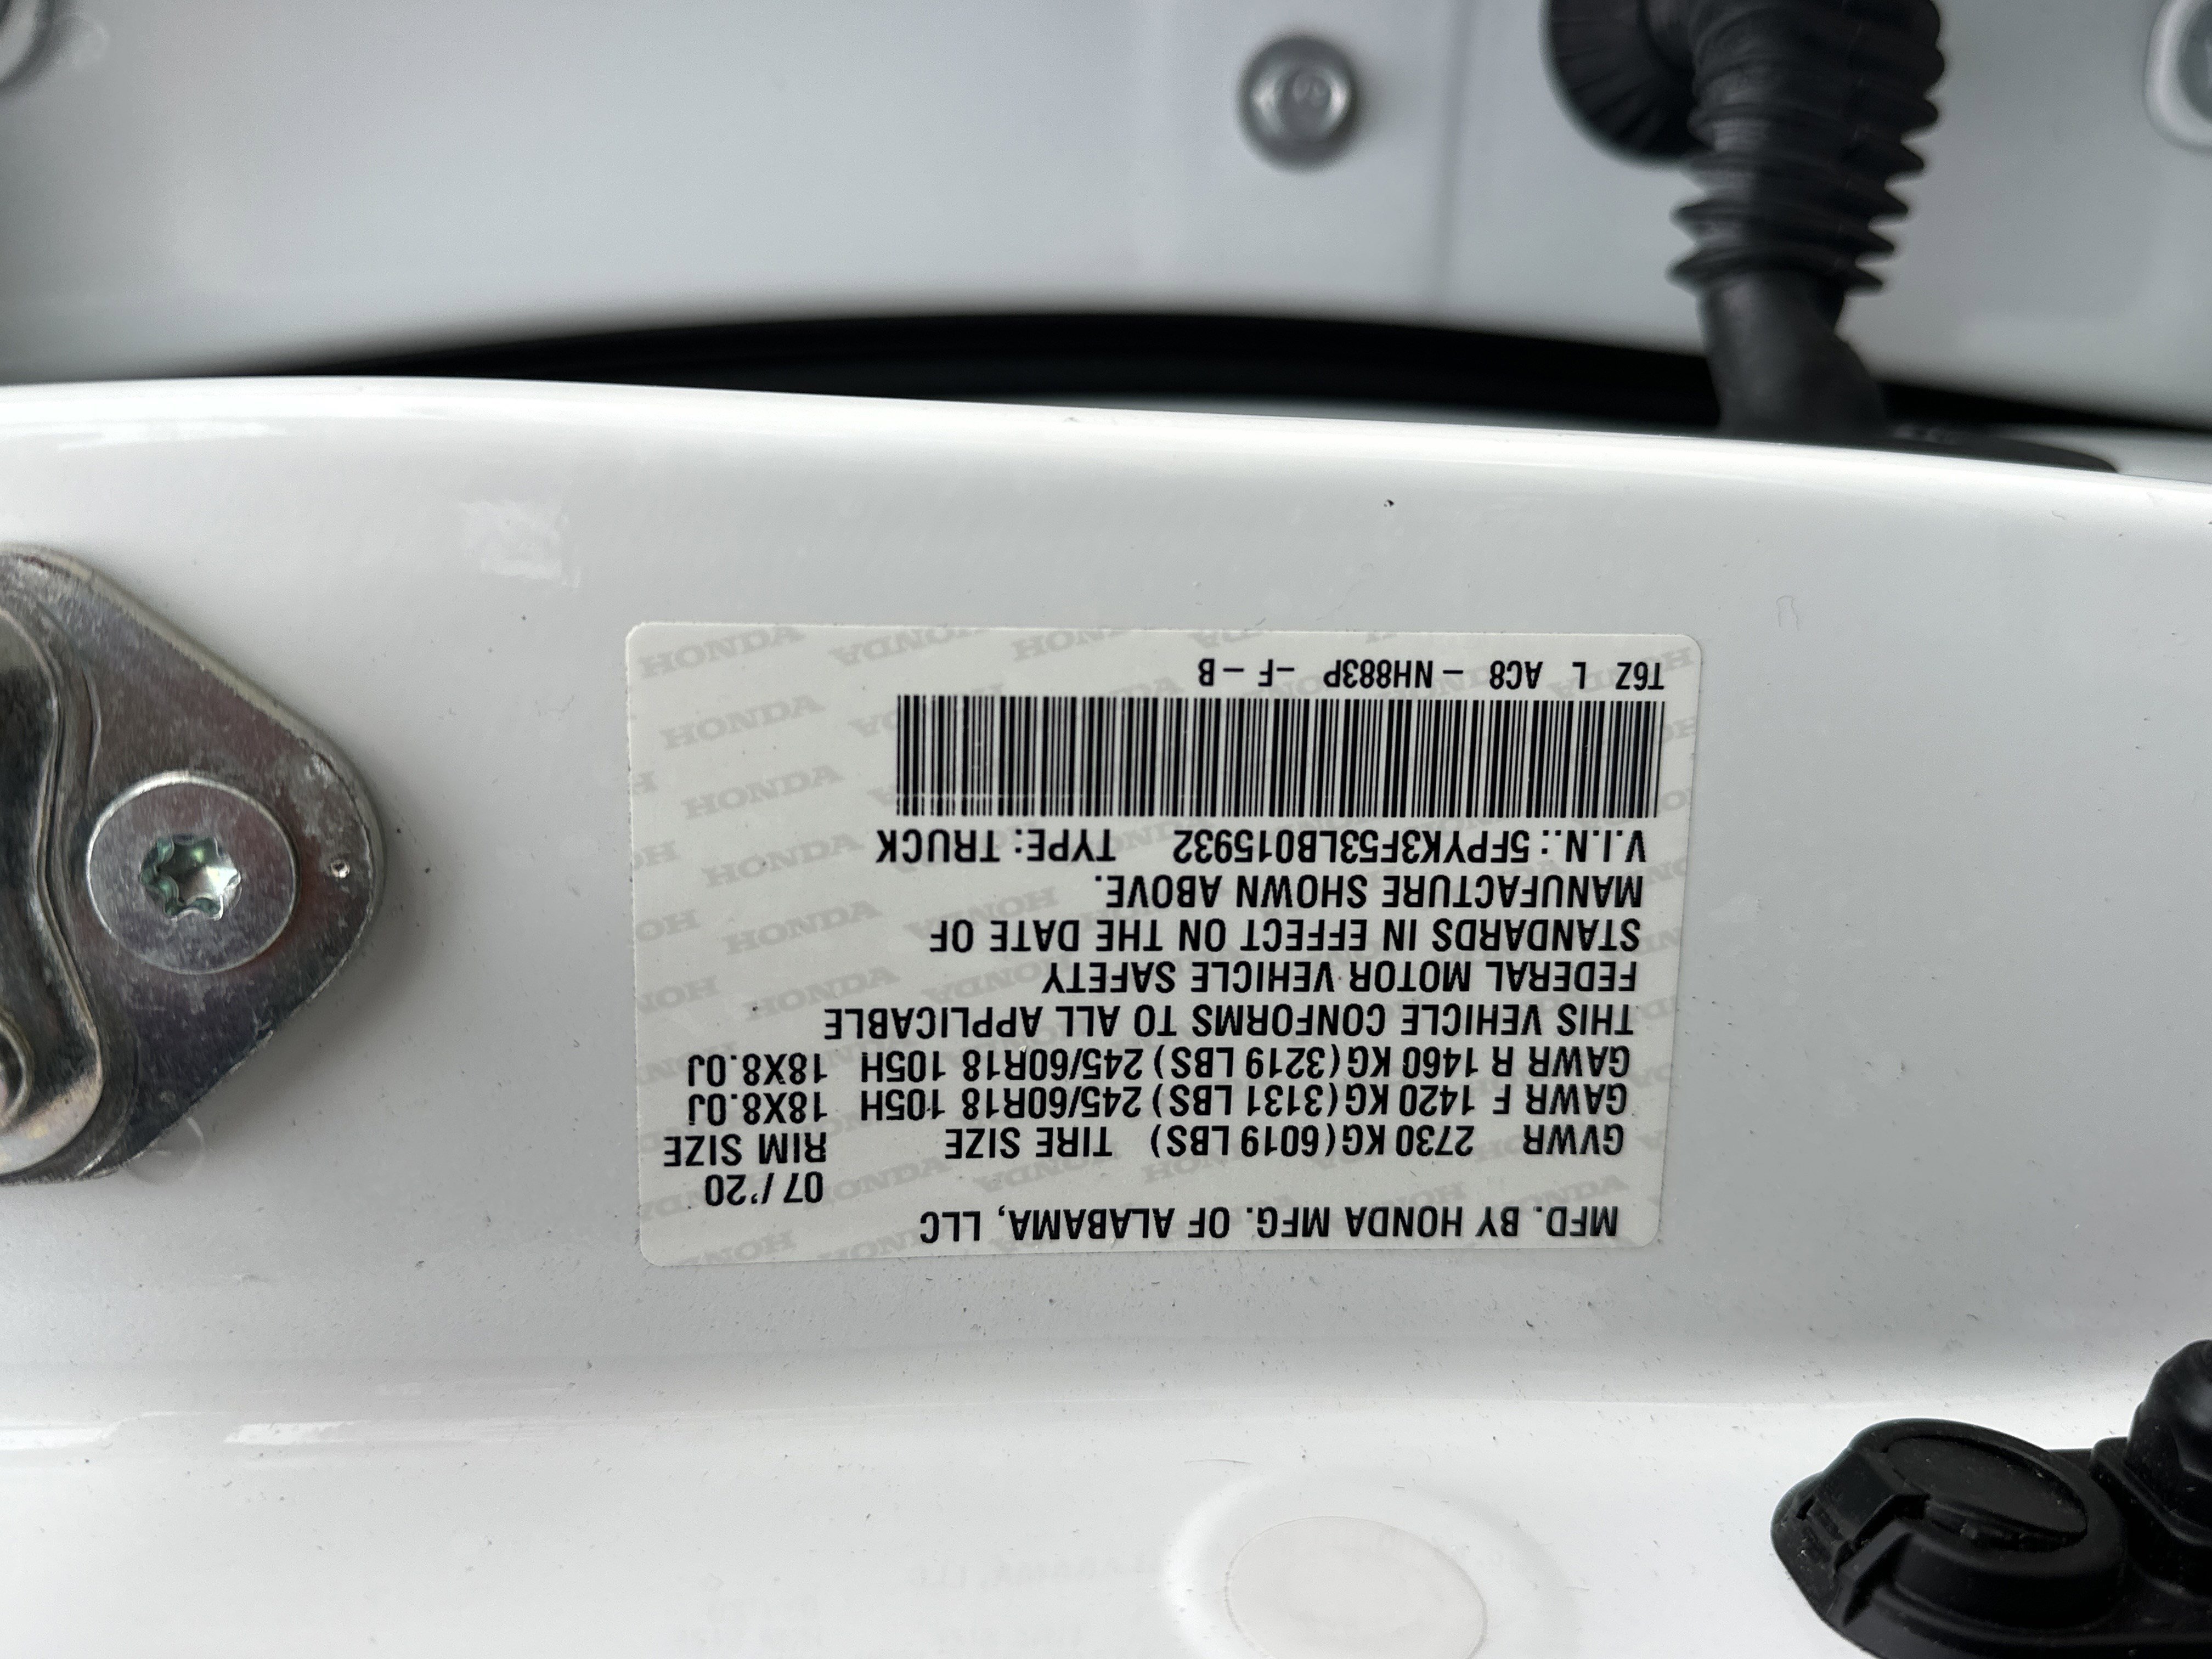 MFD. BY HONDA MFG. OF ALABAMA, LLC
07/'20
GVWR 2730 KG(6019 LBS) TIRE SIZE RIM SIZE
GAWR F 1420 KG(3131 LBS) 245/60R18 105H 18X8.0J
GAWR R 1460 KG(3219 LBS) 245/60R18 105H 18X8.0J
THIS VEHICLE CONFORMS TO ALL APPLICABLE
FEDERAL MOTOR VEHICLE SAFETY
STANDARDS IN EFFECT ON THE DATE OF
MANUFACTURE SHOWN ABOVE.
V.I.N.: 5FPYK3F53LB015932 TYPE: TRUCK
T6Z L AC8 - NH883P -F - B